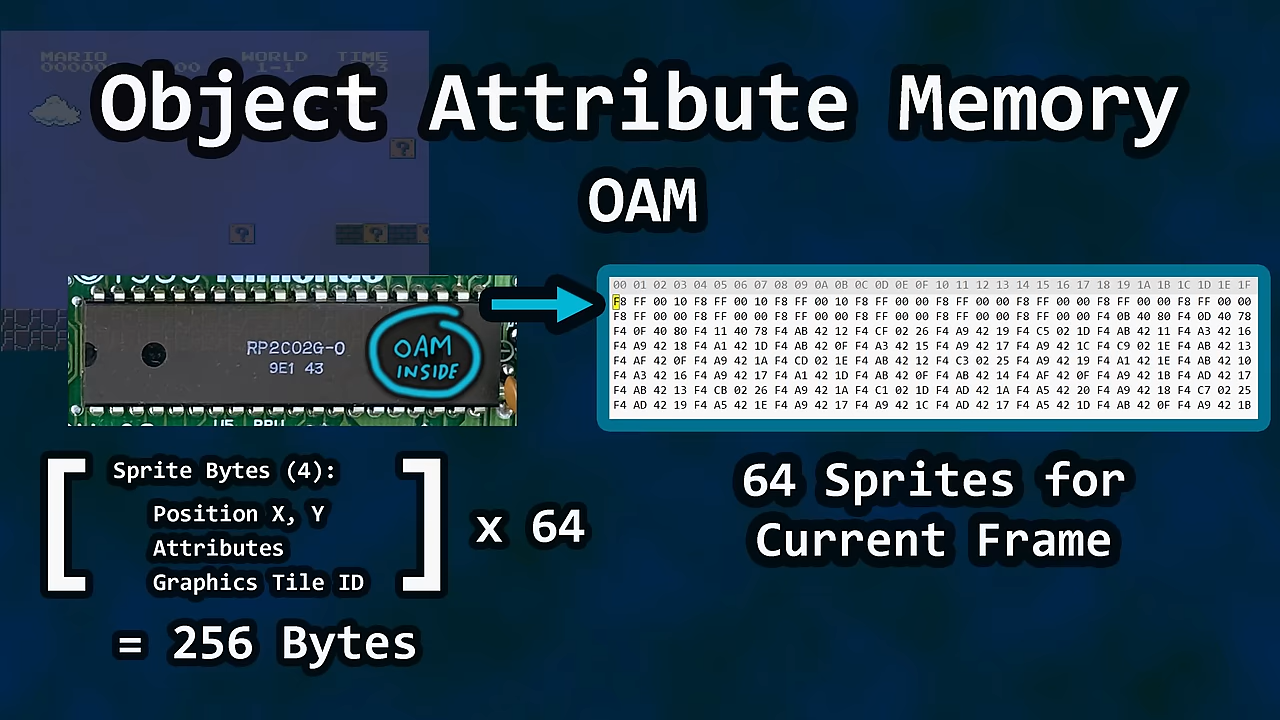 MARIO WORLD TIME
1-1
Object Attribute Memory
OAM
RP2C02G-0
9E1 43
OAM
INSIDE
00 01 02 03 04 05 06 07 08 09 0A 0B 0C 0D 0E 0F 10 11 12 13 14 15 16 17 18 19 1A 1B 1C 1D 1E 1F
F8 FF 00 10 F8 FF 00 10 F8 FF 00 10 F8 FF 00 00 F8 FF 00 00 F8 FF 00 00 F8 FF 00 00 F8 FF 00 00
F8 FF 00 00 F8 FF 00 00 F8 FF 00 00 F8 FF 00 00 F8 FF 00 00 F8 FF 00 00 F4 0B 40 80 F4 0D 40 78
F4 0F 40 80 F4 11 40 78 F4 AB 42 12 F4 CF 02 26 F4 A9 42 19 F4 C5 02 1D F4 AB 42 11 F4 A3 42 16
F4 A9 42 18 F4 A1 42 1D F4 AB 42 0F F4 A3 42 15 F4 A9 42 17 F4 A9 42 1C F4 C9 02 1E F4 AB 42 13
F4 AF 42 0F F4 A9 42 1A F4 CD 02 1E F4 AB 42 12 F4 C3 02 25 F4 A9 42 19 F4 A1 42 1E F4 AB 42 10
F4 A3 42 16 F4 A9 42 17 F4 A1 42 1D F4 AD 42 0F F4 AB 42 14 F4 AF 42 0F F4 A9 42 1B F4 AD 42 17
F4 AB 42 13 F4 CB 02 26 F4 A9 42 1A F4 C1 02 1D F4 AD 42 1A F4 A5 42 20 F4 A9 42 18 F4 C7 02 25
F4 AD 42 19 F4 A5 42 1E F4 A9 42 17 F4 A9 42 1C F4 AD 42 17 F4 A5 42 1D F4 AB 42 0F F4 A9 42 1B
Sprite Bytes (4):
Position X, Y
Attributes
Graphics Tile ID
x 64
= 256 Bytes
64 Sprites for
Current Frame